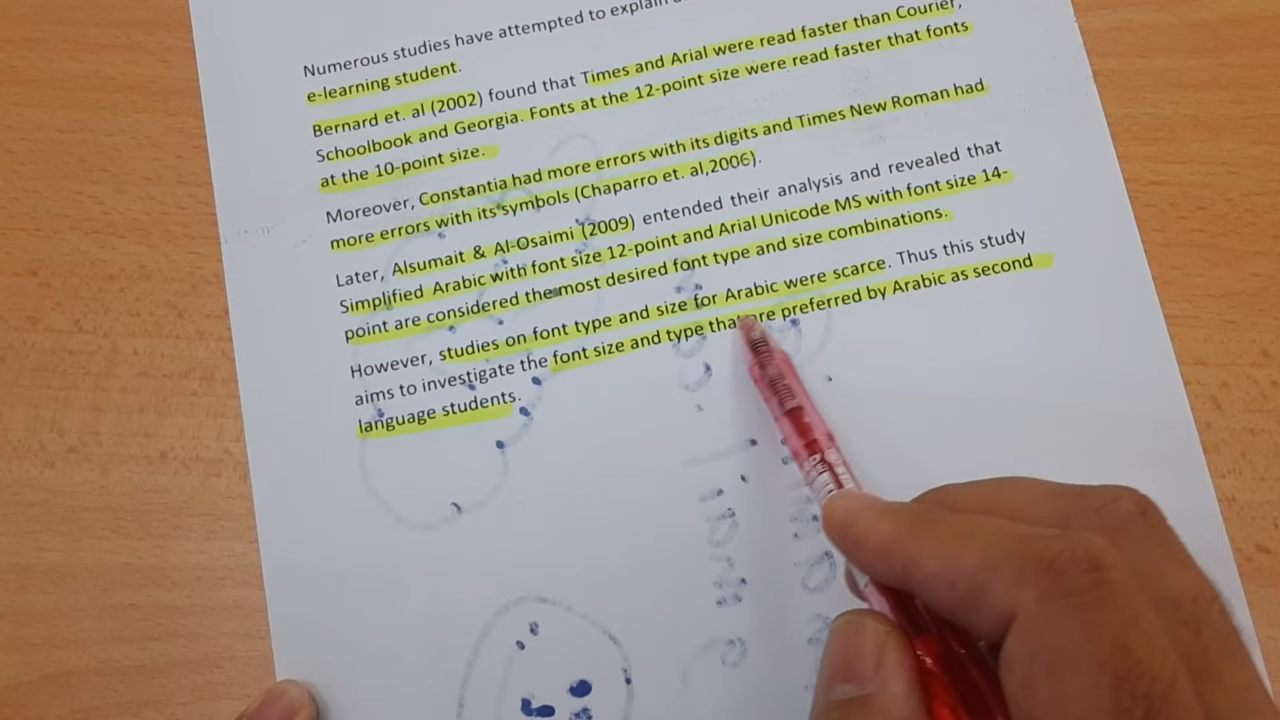 Numerous studies have attempted to explain
e-learning student.
Bernard et. al (2002) found that Times and Arial were read faster than Courier,
Schoolbook and Georgia. Fonts at the 12-point size were read faster that fonts
at the 10-point size.
Moreover, Constantia had more errors with its digits and Times New Roman had
more errors with its symbols (Chaparro et. al,2006).
Later, Alsumait & Al-Osaimi (2009) entended their analysis and revealed that
Simplified Arabic with font size 12-point and Arial Unicode MS with font size 14-
point are considered the most desired font type and size combinations.
However, studies on font type and size for Arabic were scarce. Thus this study
aims to investigate the font size and type that are preferred by Arabic as second
language students.